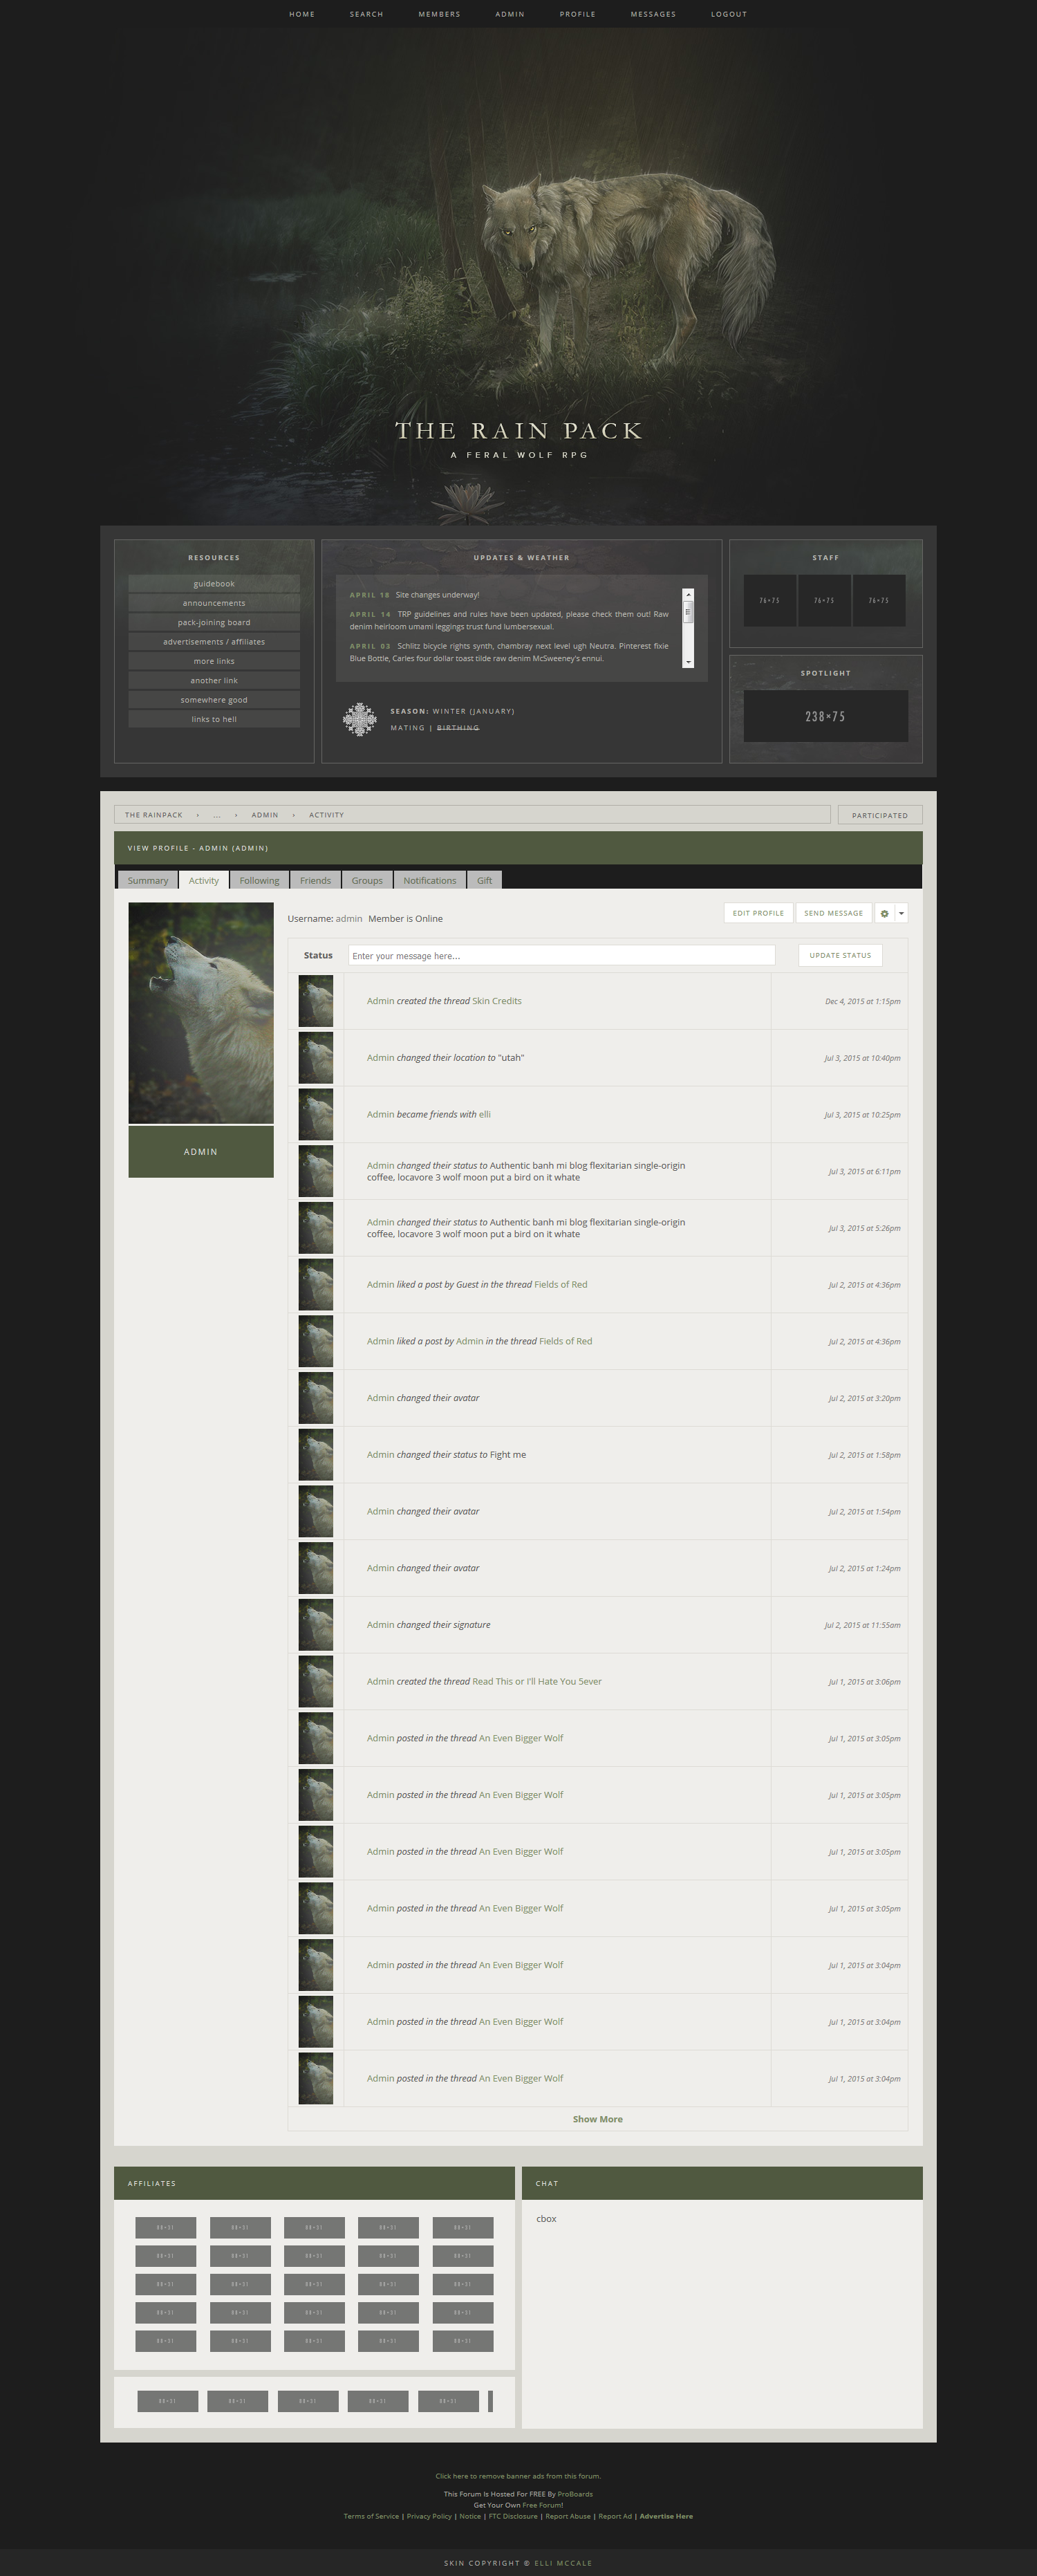 HOME SEARCH MEMBERS ADMIN PROFILE MESSAGES LOGOUT
THE RAIN PACK
A FERAL WOLF RPG
RESOURCES
guidebook
announcements
pack-joining board
advertisements / affiliates
more links
another link
somewhere good
links to hell
UPDATES & WEATHER
APRIL 18 Site changes underway!
APRIL 14 TRP guidelines and rules have been updated, please check them out! Raw
denim heirloom umami leggings trust fund lumbersexual.
APRIL 03 Schlitz bicycle rights synth, chambray next level ugh Neutra. Pinterest fixie
Blue Bottle, Carles four dollar toast tilde raw denim McSweeney's ennui.
SEASON: WINTER (JANUARY)
MATING | BIRTHING
STAFF
76×75 76×75 76×75
SPOTLIGHT
238×75
THE RAINPACK › ... › ADMIN › ACTIVITY
PARTICIPATED
VIEW PROFILE - ADMIN (ADMIN)
Summary Activity Following Friends Groups Notifications Gift
ADMIN
Username: admin Member is Online
EDIT PROFILE SEND MESSAGE
Status Enter your message here... UPDATE STATUS
Admin created the thread Skin Credits Dec 4, 2015 at 1:15pm
Admin changed their location to "utah" Jul 3, 2015 at 10:40pm
Admin became friends with elli Jul 3, 2015 at 10:25pm
Admin changed their status to Authentic banh mi blog flexitarian single-origin
coffee, locavore 3 wolf moon put a bird on it whate Jul 3, 2015 at 6:11pm
Admin changed their status to Authentic banh mi blog flexitarian single-origin
coffee, locavore 3 wolf moon put a bird on it whate Jul 3, 2015 at 5:26pm
Admin liked a post by Guest in the thread Fields of Red Jul 2, 2015 at 4:36pm
Admin liked a post by Admin in the thread Fields of Red Jul 2, 2015 at 4:36pm
Admin changed their avatar Jul 2, 2015 at 3:20pm
Admin changed their status to Fight me Jul 2, 2015 at 1:58pm
Admin changed their avatar Jul 2, 2015 at 1:54pm
Admin changed their avatar Jul 2, 2015 at 1:24pm
Admin changed their signature Jul 2, 2015 at 11:55am
Admin created the thread Read This or I'll Hate You 5ever Jul 1, 2015 at 3:06pm
Admin posted in the thread An Even Bigger Wolf Jul 1, 2015 at 3:05pm
Admin posted in the thread An Even Bigger Wolf Jul 1, 2015 at 3:05pm
Admin posted in the thread An Even Bigger Wolf Jul 1, 2015 at 3:05pm
Admin posted in the thread An Even Bigger Wolf Jul 1, 2015 at 3:05pm
Admin posted in the thread An Even Bigger Wolf Jul 1, 2015 at 3:04pm
Admin posted in the thread An Even Bigger Wolf Jul 1, 2015 at 3:04pm
Admin posted in the thread An Even Bigger Wolf Jul 1, 2015 at 3:04pm
Show More
AFFILIATES
88×31 88×31 88×31 88×31 88×31
88×31 88×31 88×31 88×31 88×31
88×31 88×31 88×31 88×31 88×31
88×31 88×31 88×31 88×31 88×31
88×31 88×31 88×31 88×31 88×31
88×31 88×31 88×31 88×31 88×31
CHAT
cbox
Click here to remove banner ads from this forum.
This Forum Is Hosted For FREE By ProBoards
Get Your Own Free Forum!
Terms of Service | Privacy Policy | Notice | FTC Disclosure | Report Abuse | Report Ad | Advertise Here
SKIN COPYRIGHT © ELLI MCCALE